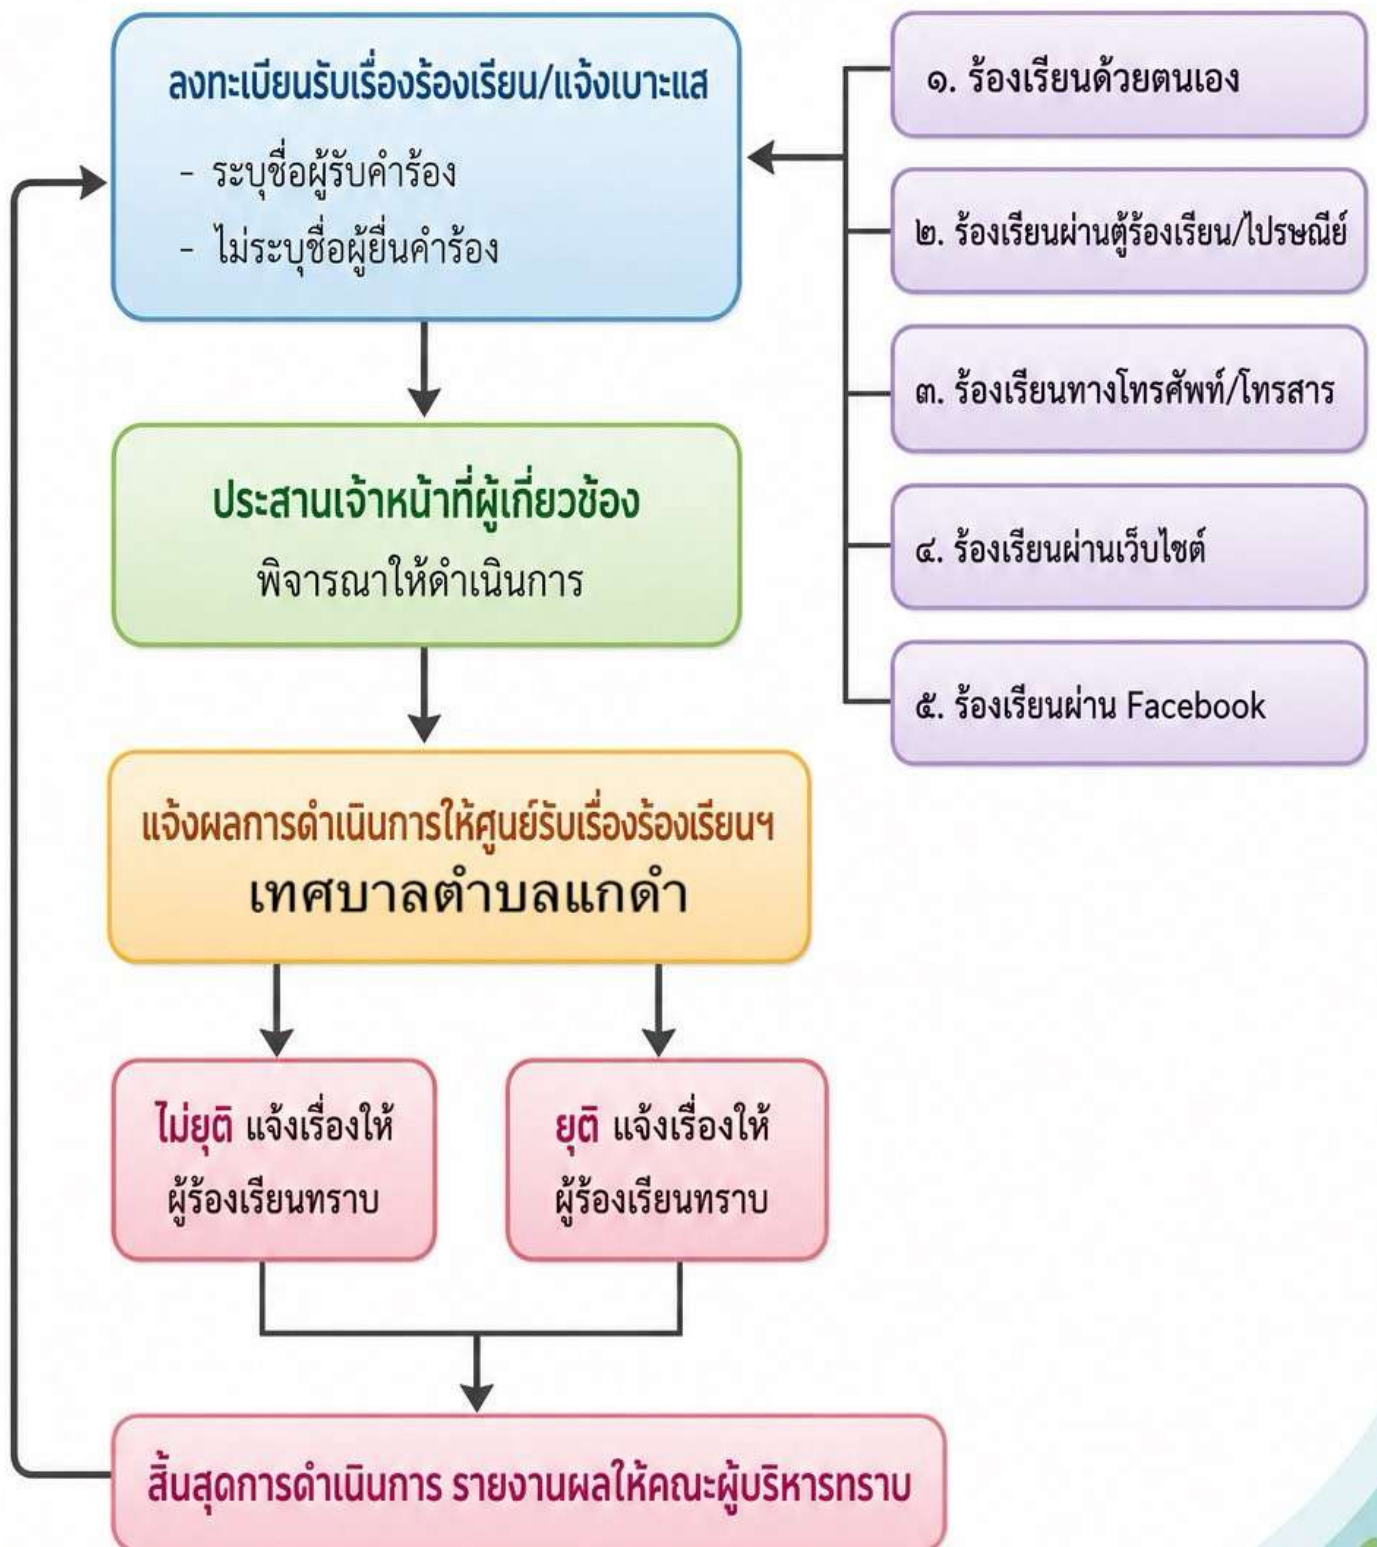 ลงทะเบียนรับเรื่องร้องเรียน/แจ้งเบาะแส
- ระบุชื่อผู้รับคำร้อง
- ไม่ระบุชื่อผู้ยื่นคำร้อง
๑. ร้องเรียนด้วยตนเอง
๒. ร้องเรียนผ่านตู้ร้องเรียน/ไปรษณีย์
๓. ร้องเรียนทางโทรศัพท์/โทรสาร
๔. ร้องเรียนผ่านเว็บไซต์
๕. ร้องเรียนผ่าน Facebook
ประสานเจ้าหน้าที่ผู้เกี่ยวช้อง
พิจารณาให้ดำเนินการ
แจ้งผลการดำเนินการให้ศูนย์รับเรื่องร้องเรียนฯ
เทศบาลตำบลแกดำ
ไม่ยุติ แจ้งเรื่องให้
ผู้ร้องเรียนทราบ
ยุติ แจ้งเรื่องให้
ผู้ร้องเรียนทราบ
สิ้นสุดการดำเนินการ รายงานผลให้คณะผู้บริหารทราบ